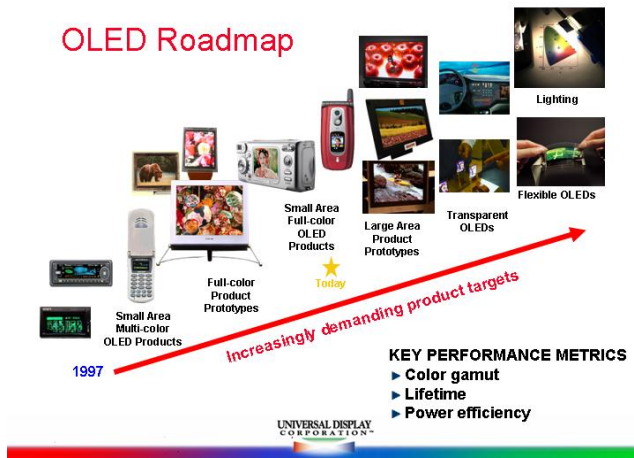 OLED Roadmap
Lighting
Flexible OLEDs
Small Area
Full-color
OLED
Products
Large Area
Product
Prototypes
Transparent
OLEDs
Today
Full-color
Product
Prototypes
Small Area
Multi-color
OLED Products
Increasingly demanding product targets
1997
KEY PERFORMANCE METRICS
Color gamut
Lifetime
Power efficiency
UNIVERSAL DISPLAY
CORPORATION™